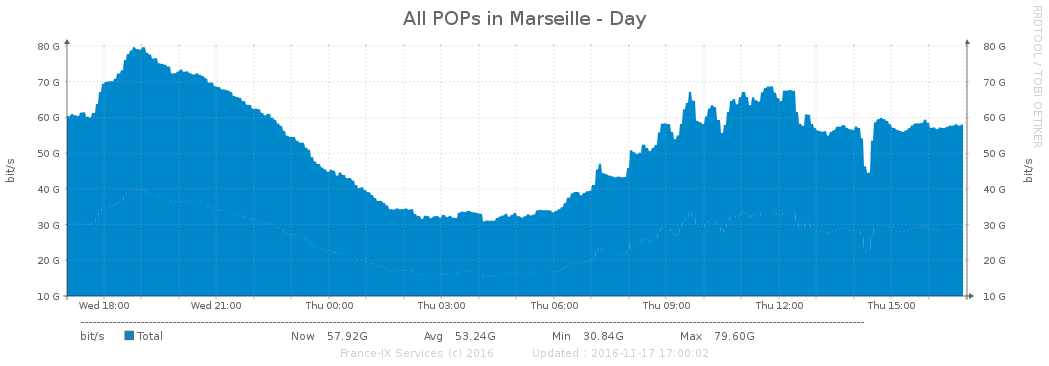 All POPs in Marseille - Day
RRDTOOL / TOBI OETIKER
80 G 80 G
70 G 70 G
60 G 60 G
50 G 50 G
40 G 40 G
30 G 30 G
20 G 20 G
10 G 10 G
bit/s bit/s
Wed 18:00 Wed 21:00 Thu 00:00 Thu 03:00 Thu 06:00 Thu 09:00 Thu 12:00 Thu 15:00
bit/s Total Now 57.92G Avg 53.24G Min 30.84G Max 79.60G
France-IX Services (c) 2016 Updated : 2016-11-17 17:00:02